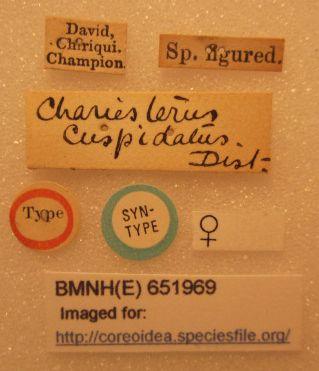 David,
Chiriqui.
Champion.
Sp. figured.
Chariesterus
Cuspidatus.
Dist.
Type
SYN-
TYPE
♀
BMNH(E) 651969
Imaged for:
http://coreoidea.speciesfile.org/